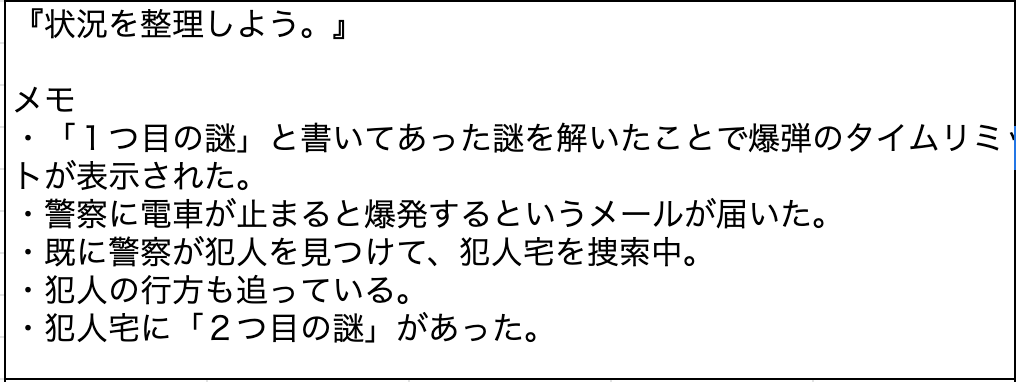 『状況を整理しよう。』
メモ
・「１つ目の謎」と書いてあった謎を解いたことで爆弾のタイムリミッ
トが表示された。
・警察に電車が止まると爆発するというメールが届いた。
・既に警察が犯人を見つけて、犯人宅を捜索中。
・犯人の行方も追っている。
・犯人宅に「２つ目の謎」があった。